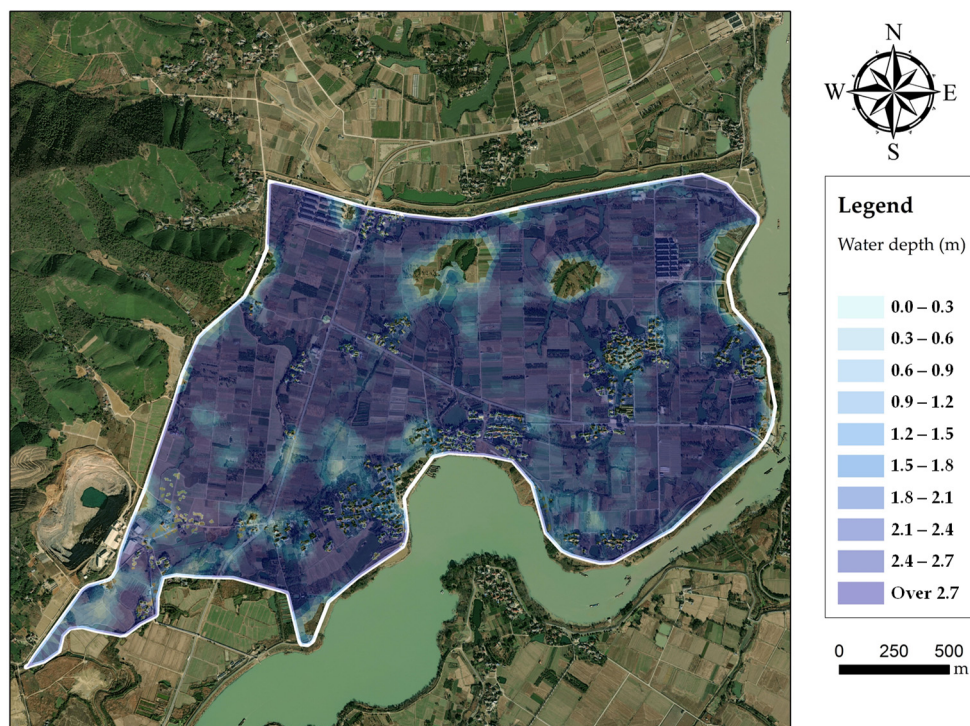 N
W E
S
Legend
Water depth (m)
0.0 – 0.3
0.3 – 0.6
0.6 – 0.9
0.9 – 1.2
1.2 – 1.5
1.5 – 1.8
1.8 – 2.1
2.1 – 2.4
2.4 – 2.7
Over 2.7
0 250 500
m